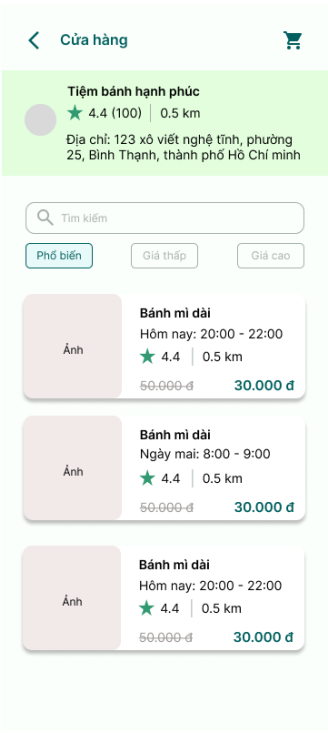 Cửa hàng
Tiệm bánh hạnh phúc
4.4 (100) 0.5 km
Địa chỉ: 123 xô viết nghệ tĩnh, phường
25, Bình Thạnh, thành phố Hồ Chí minh
Tìm kiếm
Phổ biến Giá thấp Giá cao
Ảnh
Bánh mì dài
Hôm nay: 20:00 - 22:00
4.4 0.5 km
50.000 đ 30.000 đ
Ảnh
Bánh mì dài
Ngày mai: 8:00 - 9:00
4.4 0.5 km
50.000 đ 30.000 đ
Ảnh
Bánh mì dài
Hôm nay: 20:00 - 22:00
4.4 0.5 km
50.000 đ 30.000 đ